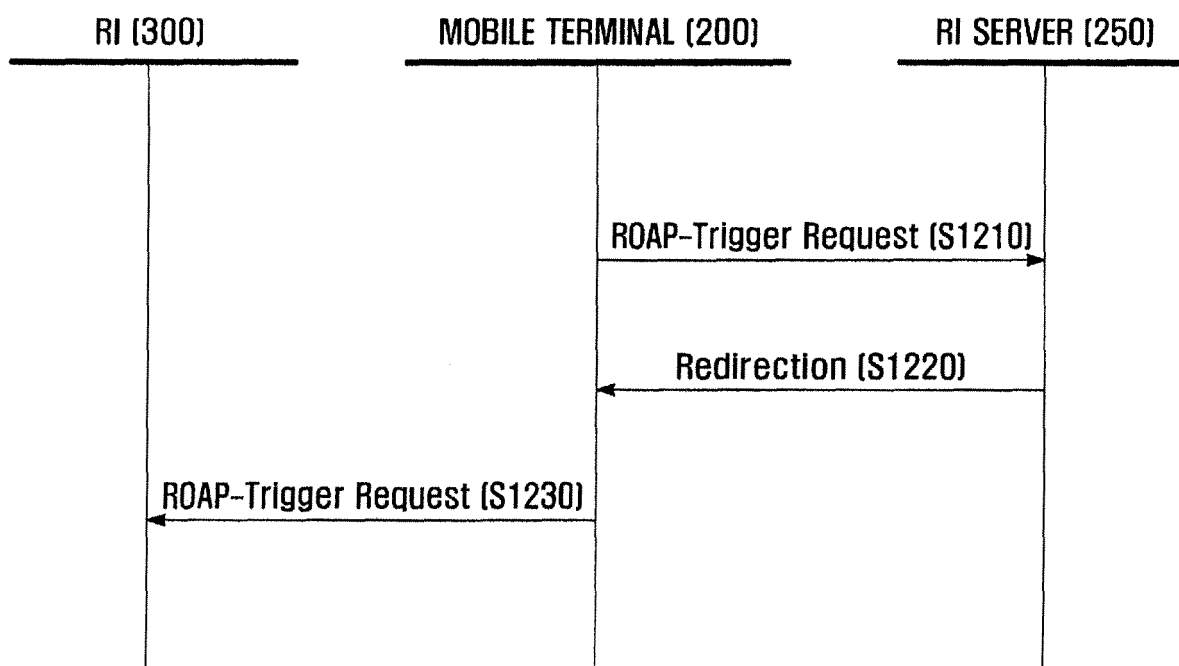 RI (300)
MOBILE TERMINAL (200)
RI SERVER (250)
ROAP-Trigger Request (S1210)
Redirection (S1220)
ROAP-Trigger Request (S1230)